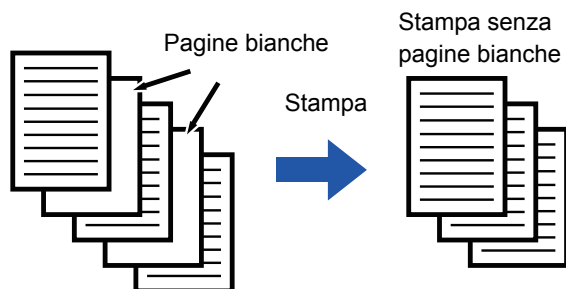 Pagine bianche
Stampa
Stampa senza
pagine bianche